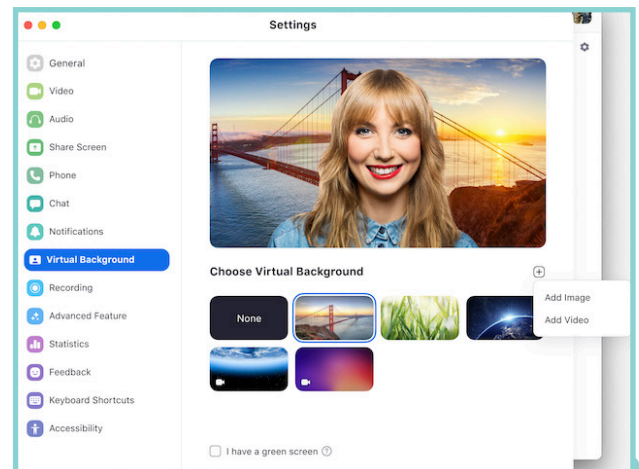 Settings
General
Video
Audio
Share Screen
Phone
Chat
Notifications
Virtual Background
Recording
Advanced Feature
Statistics
Feedback
Keyboard Shortcuts
Accessibility
Choose Virtual Background
Add Image
Add Video
None
I have a green screen ?